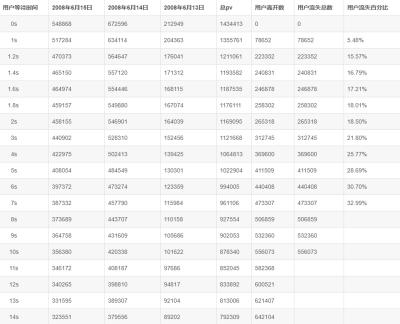 用户等待时间 2008年6月15日 2008年6月14日 2008年6月13日 总pv 用户离开数 用户流失总数 用户流失百分比
0s 548868 672596 212949 1434413 0 0
1s 517284 634114 204363 1355761 78652 78652 5.48%
1.2s 470373 564647 176041 1211061 223352 223352 15.57%
1.4s 465150 557120 171312 1193582 240831 240831 16.79%
1.6s 464974 554446 168115 1187535 246878 246878 17.21%
1.8s 459157 549880 167074 1176111 258302 258302 18.01%
2s 458155 546901 164039 1169095 265318 265318 18.50%
3s 440902 528310 152456 1121668 312745 312745 21.80%
4s 422975 502413 139425 1064813 369600 369600 25.77%
5s 408054 484549 130301 1022904 411509 411509 28.69%
6s 397372 473274 123359 994005 440408 440408 30.70%
7s 387332 457790 115984 961106 473307 473307 32.99%
8s 373689 443707 110158 927554 506859 506859
9s 364758 431609 105686 902053 532360 532360
10s 356380 420338 101622 878340 556073 556073
11s 346172 408187 97686 852045 582368
12s 340265 398810 94817 833892 600521
13s 331595 389307 92104 813006 621407
14s 323551 379556 89202 792309 642104